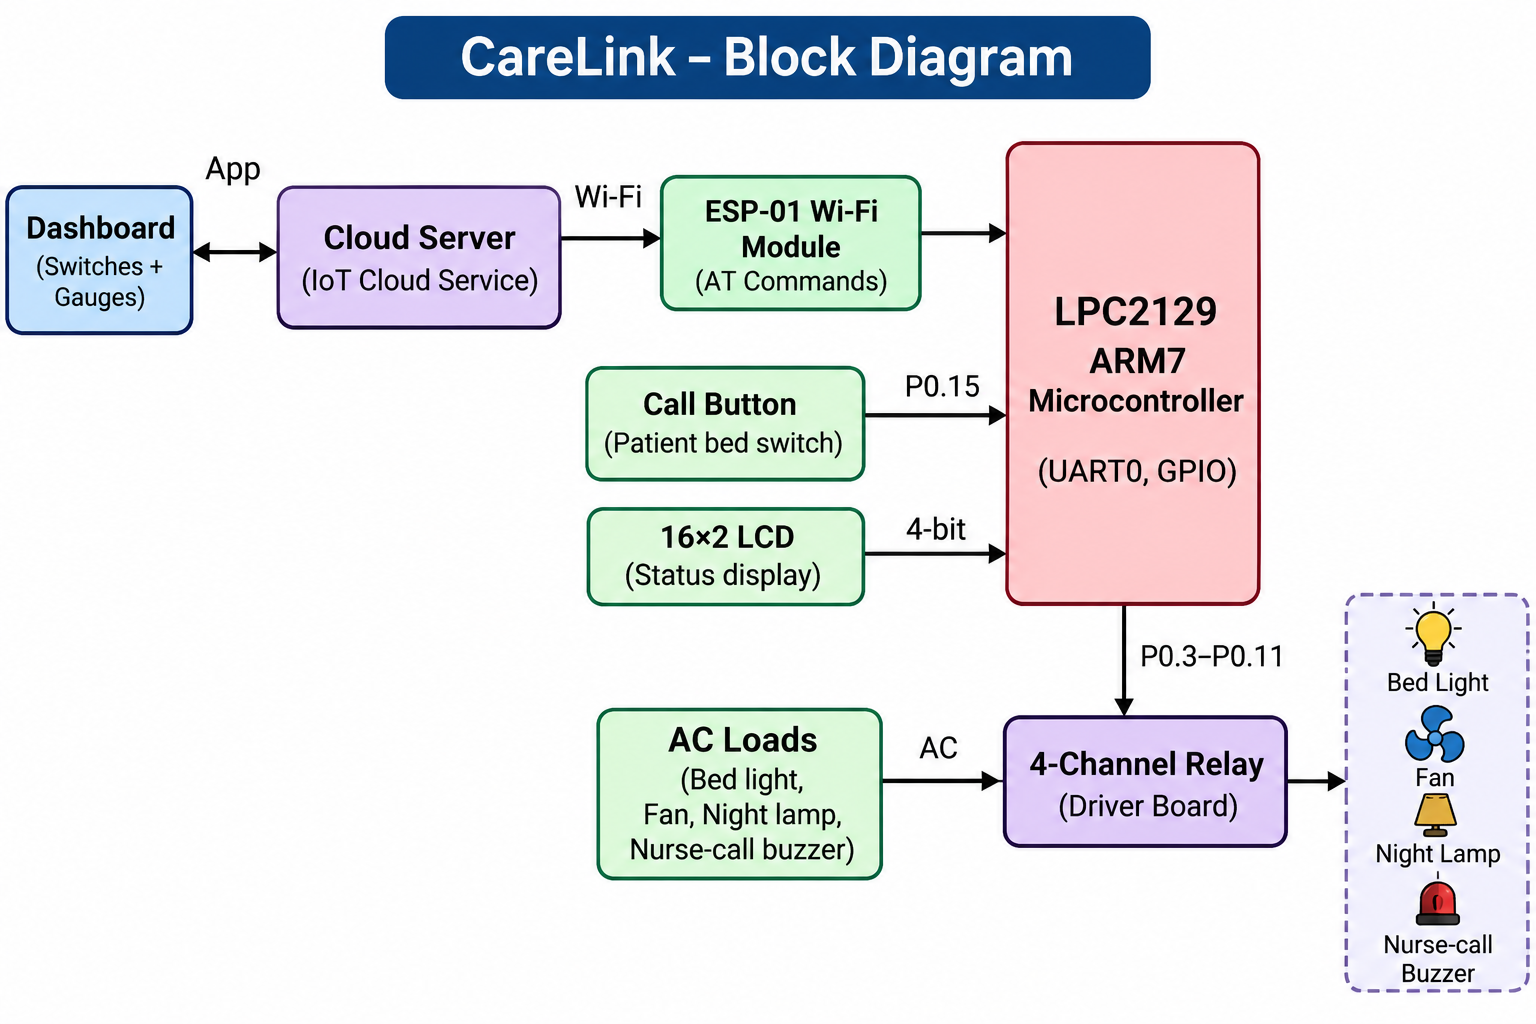 CareLink – Block Diagram
App
Dashboard
(Switches +
Gauges)
Cloud Server
(IoT Cloud Service)
Wi-Fi
ESP-01 Wi-Fi
Module
(AT Commands)
LPC2129
ARM7
Microcontroller
(UART0, GPIO)
Call Button
(Patient bed switch)
P0.15
16×2 LCD
(Status display)
4-bit
P0.3–P0.11
AC Loads
(Bed light,
Fan, Night lamp,
Nurse-call buzzer)
AC
4-Channel Relay
(Driver Board)
Bed Light
Fan
Night Lamp
Nurse-call
Buzzer